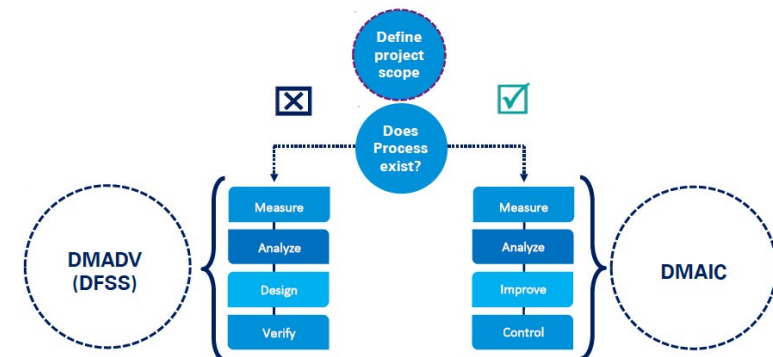 Define
project
scope
Does
Process
exist?
DMADV
(DFSS)
Measure
Analyze
Design
Verify
Measure
Analyze
Improve
Control
DMAIC